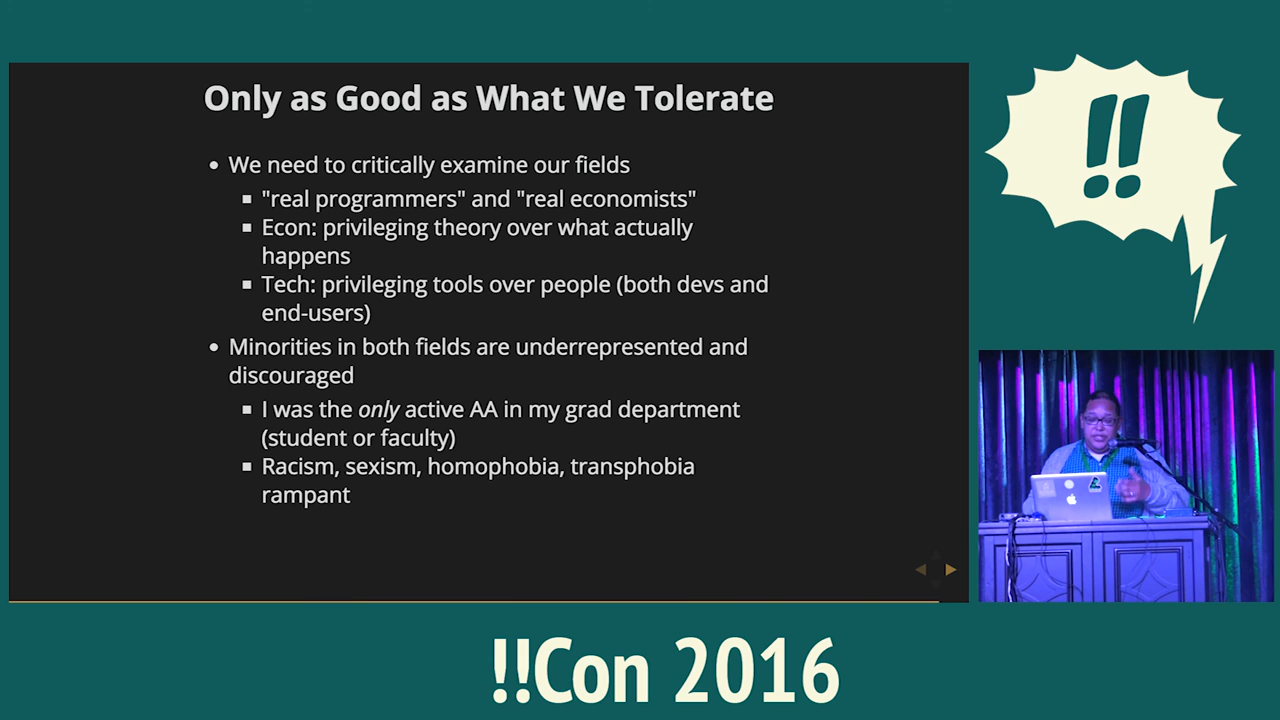 Only as Good as What We Tolerate
• We need to critically examine our fields
▪ "real programmers" and "real economists"
▪ Econ: privileging theory over what actually
happens
▪ Tech: privileging tools over people (both devs and
end-users)
• Minorities in both fields are underrepresented and
discouraged
▪ I was the only active AA in my grad department
(student or faculty)
▪ Racism, sexism, homophobia, transphobia
rampant
!!
!!Con 2016